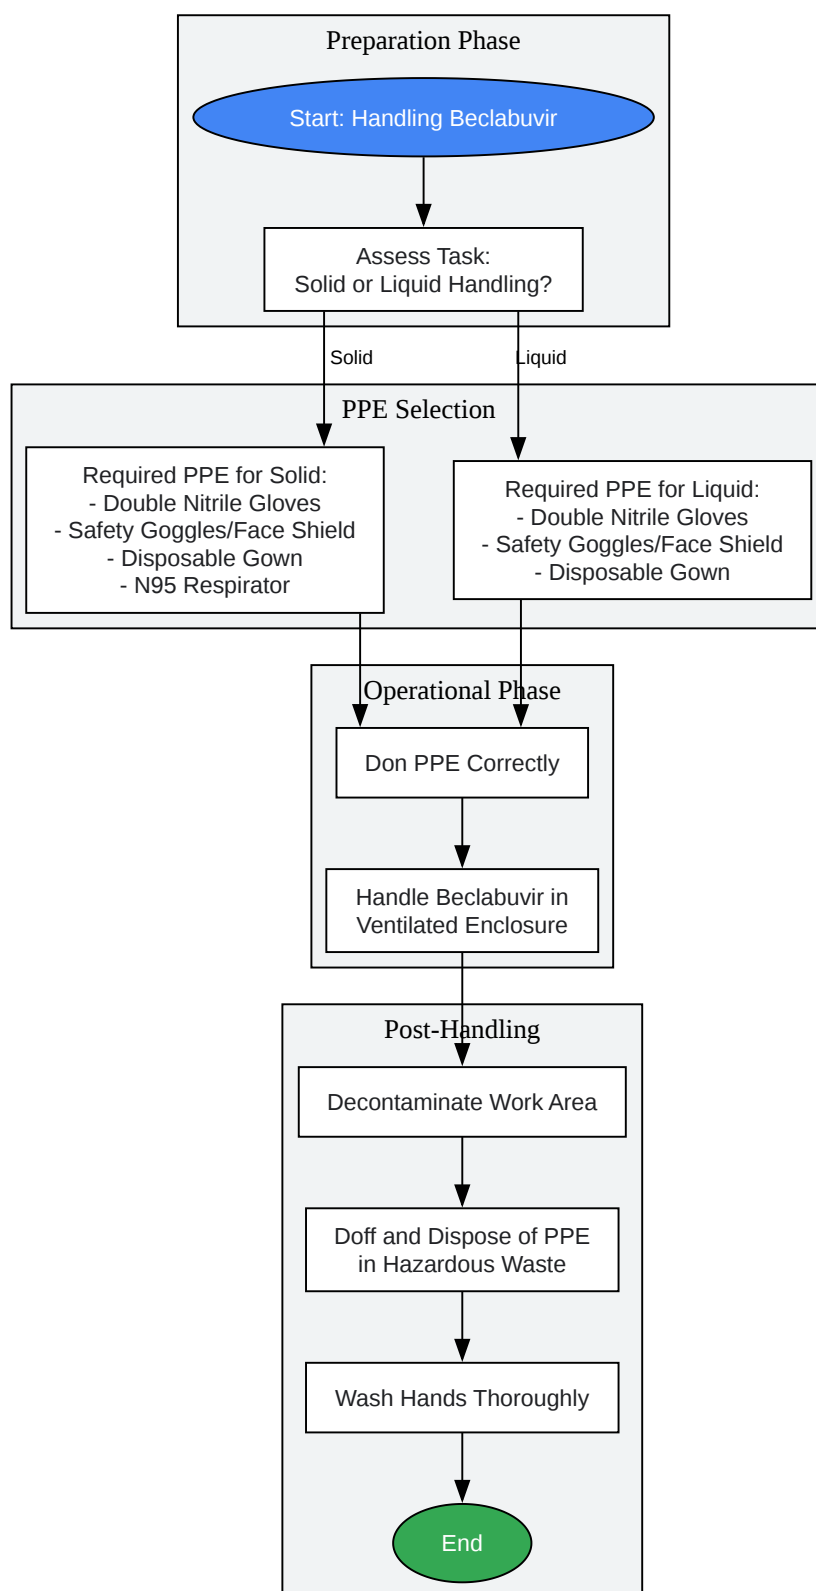 Preparation Phase
Start: Handling Beclabuvir
Assess Task:
Solid or Liquid Handling?
Solid
Liquid
PPE Selection
Required PPE for Solid:
- Double Nitrile Gloves
- Safety Goggles/Face Shield
- Disposable Gown
- N95 Respirator
Required PPE for Liquid:
- Double Nitrile Gloves
- Safety Goggles/Face Shield
- Disposable Gown
Operational Phase
Don PPE Correctly
Handle Beclabuvir in
Ventilated Enclosure
Post-Handling
Decontaminate Work Area
Doff and Dispose of PPE
in Hazardous Waste
Wash Hands Thoroughly
End